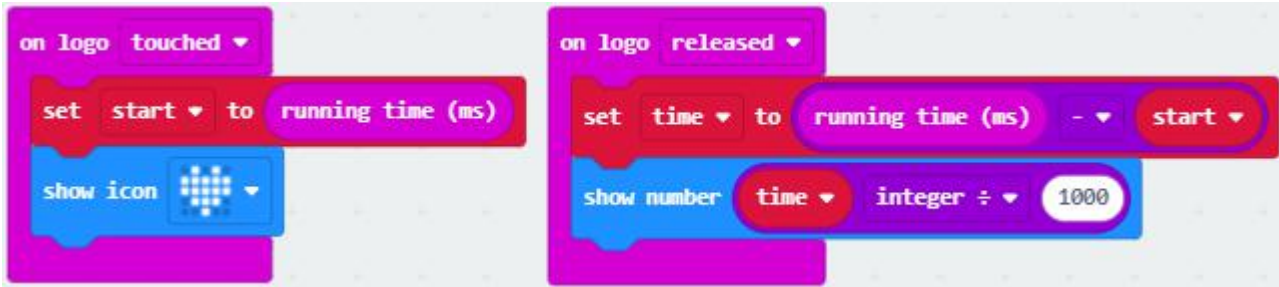 on logo touched
set start to running time (ms)
show icon
on logo released
set time to running time (ms) - start
show number time integer ÷ 1000